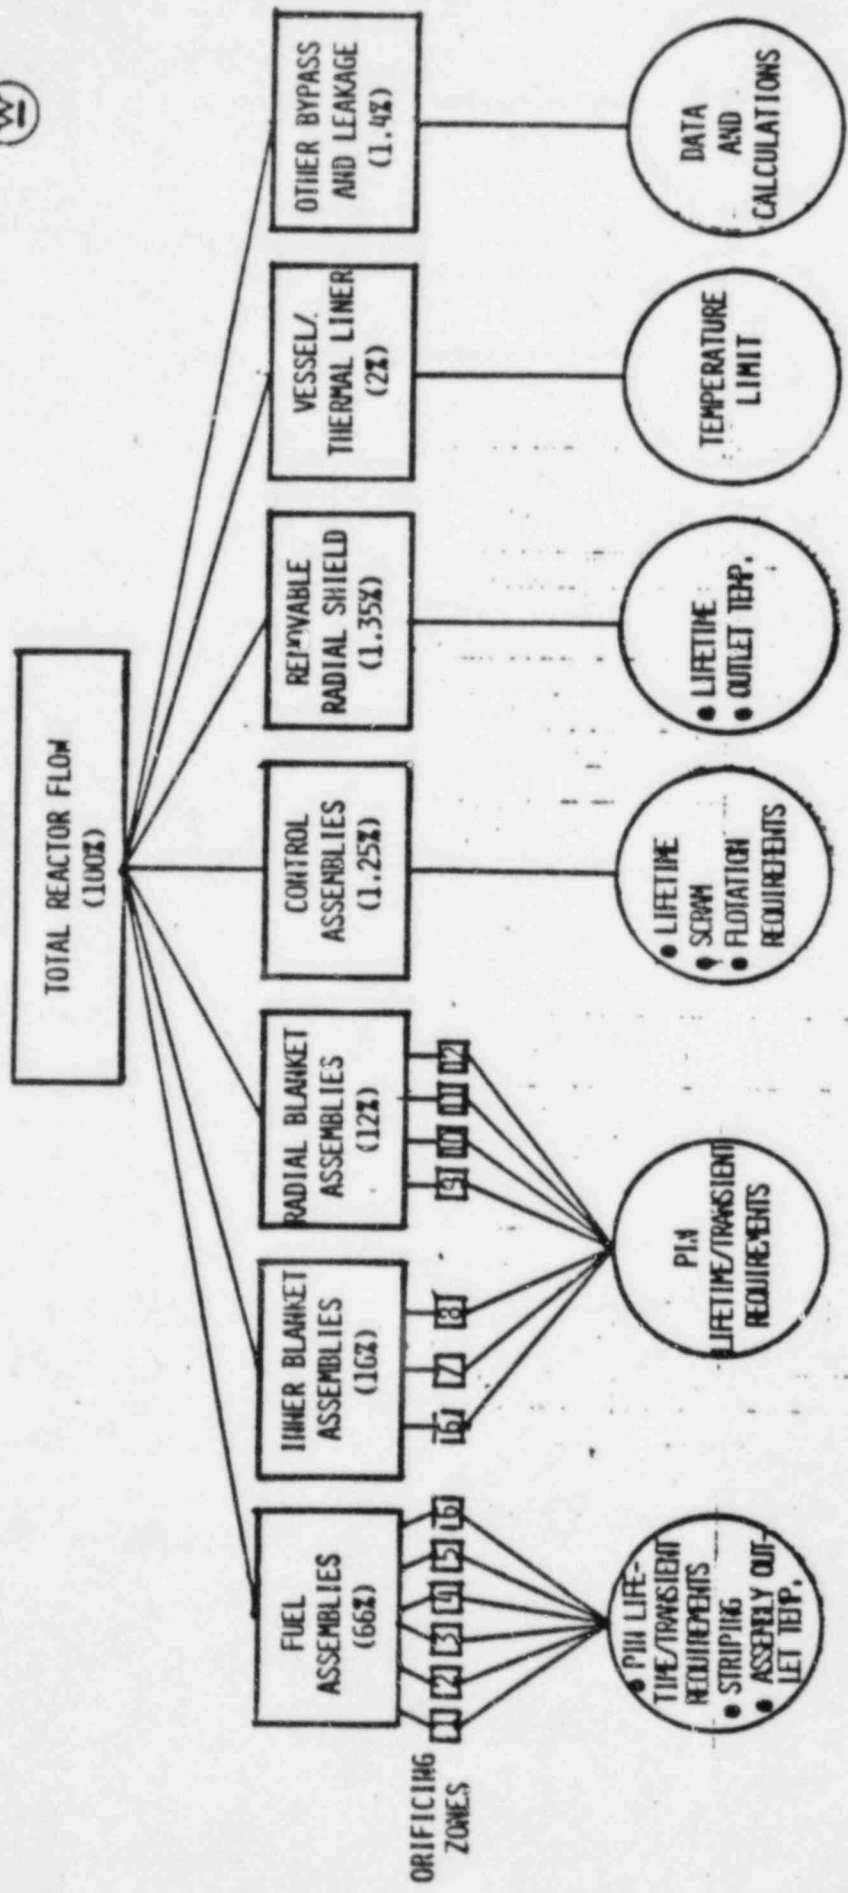 W
TOTAL REACTOR FLOW
(100%)
FUEL
ASSEMBLIES
(66%)
INNER BLANKET
ASSEMBLIES
(16%)
RADIAL BLANKET
ASSEMBLIES
(12%)
CONTROL
ASSEMBLIES
(1.25%)
REMOVABLE
RADIAL SHIELD
(1.35%)
VESSEL/
THERMAL LINER
(2%)
OTHER BYPASS
AND LEAKAGE
(1.4%)
ORIFICING
ZONES
1 2 3 4 5 6
6 7 8
9 10 11 12
• PIN LIFE-
TIME/TRANSIENT
REQUIREMENTS
• STRIPING
• ASSEMBLY OUT-
LET TEMP.
PIN
LIFETIME/TRANSIENT
REQUIREMENTS
• LIFETIME
• SCRAM
• FLOTATION
REQUIREMENTS
• LIFETIME
• OUTLET TEMP.
TEMPERATURE
LIMIT
DATA
AND
CALCULATIONS